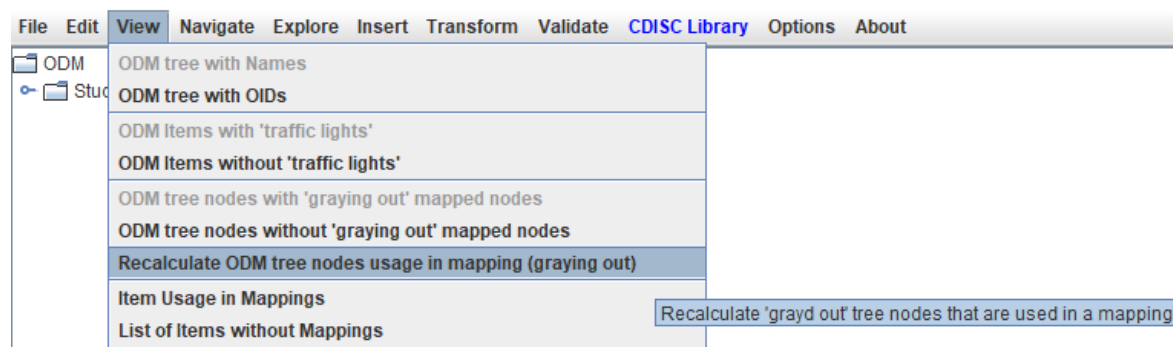 File Edit View Navigate Explore Insert Transform Validate CDISC Library Options About
ODM
ODM tree with Names
ODM tree with OIDs
ODM Items with 'traffic lights'
ODM Items without 'traffic lights'
ODM tree nodes with 'graying out' mapped nodes
ODM tree nodes without 'graying out' mapped nodes
Recalculate ODM tree nodes usage in mapping (graying out)
Item Usage in Mappings
Recalculate 'grayd out' tree nodes that are used in a mapping
List of Items without Mappings